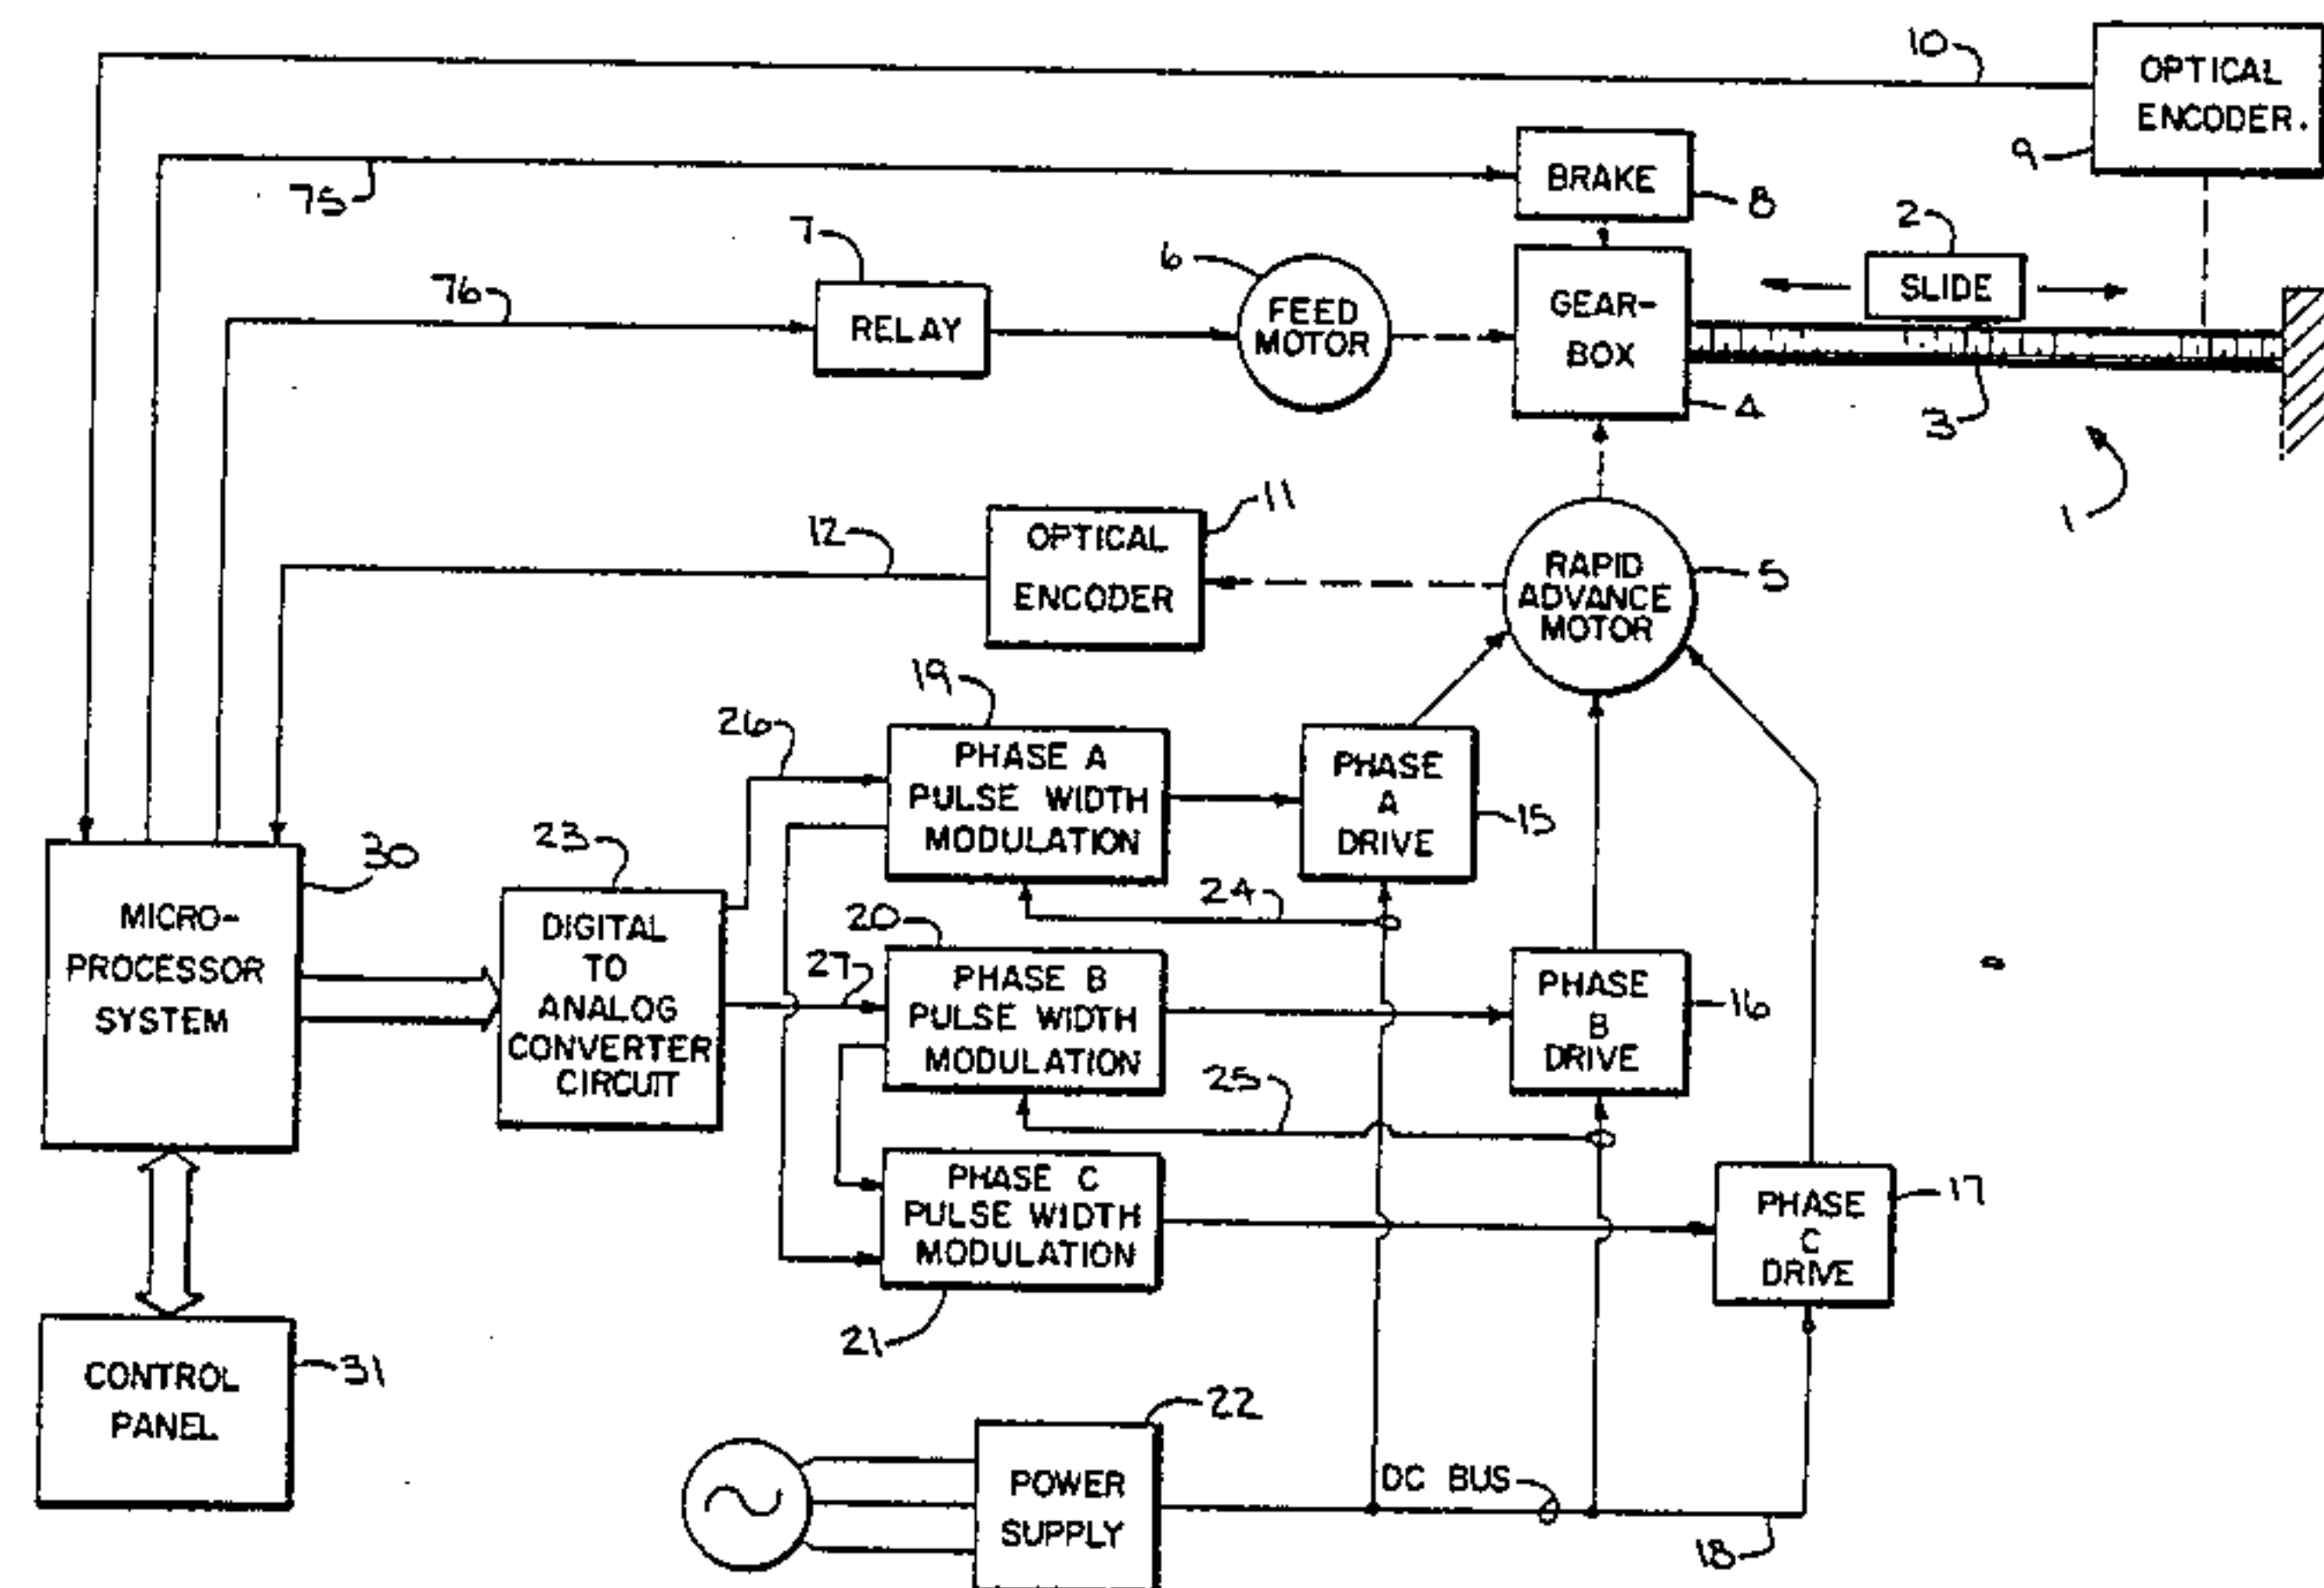 10
OPTICAL
ENCODER.
9
75
BRAKE
8
2
SLIDE
7
6
76
RELAY
FEED
MOTOR
GEAR-
BOX
4
3
1
11
12
OPTICAL
ENCODER
RAPID
ADVANCE
MOTOR
5
19
26
PHASE A
PULSE WIDTH
MODULATION
PHASE
A
DRIVE
15
23
30
24
MICRO-
PROCESSOR
SYSTEM
DIGITAL
TO
ANALOG
CONVERTER
CIRCUIT
20
27
PHASE B
PULSE WIDTH
MODULATION
PHASE
B
DRIVE
16
25
PHASE C
PULSE WIDTH
MODULATION
PHASE
C
DRIVE
17
21
CONTROL
PANEL
31
22
POWER
SUPPLY
DC BUS
18